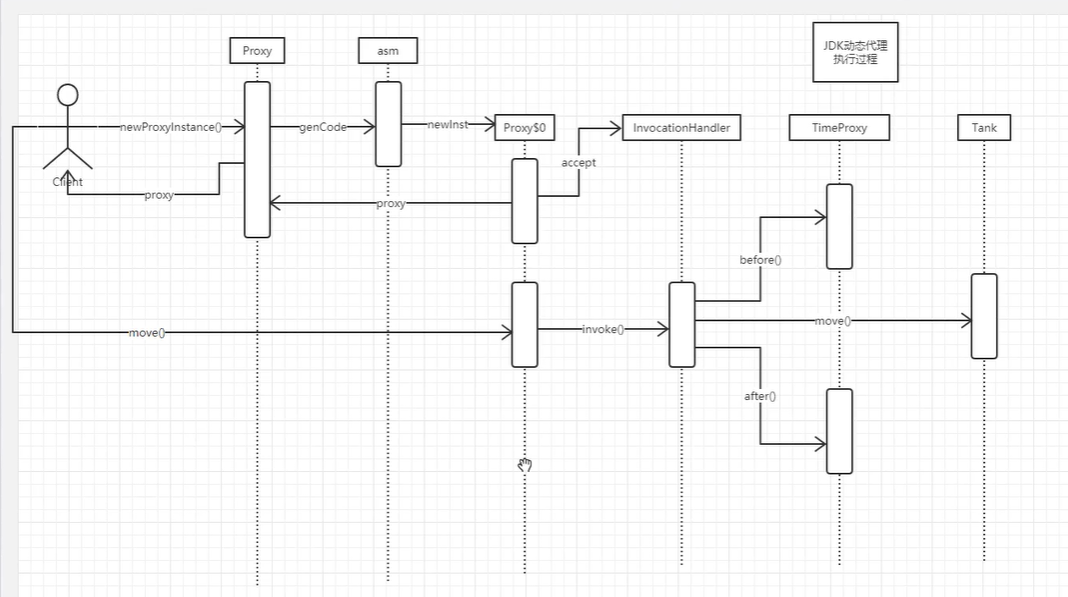 Proxy
asm
JDK动态代理
执行过程
newProxyInstance()
genCode
newInst
Proxy$0
InvocationHandler
TimeProxy
Tank
accept
Client
proxy
proxy
before()
move()
invoke()
move()
after()